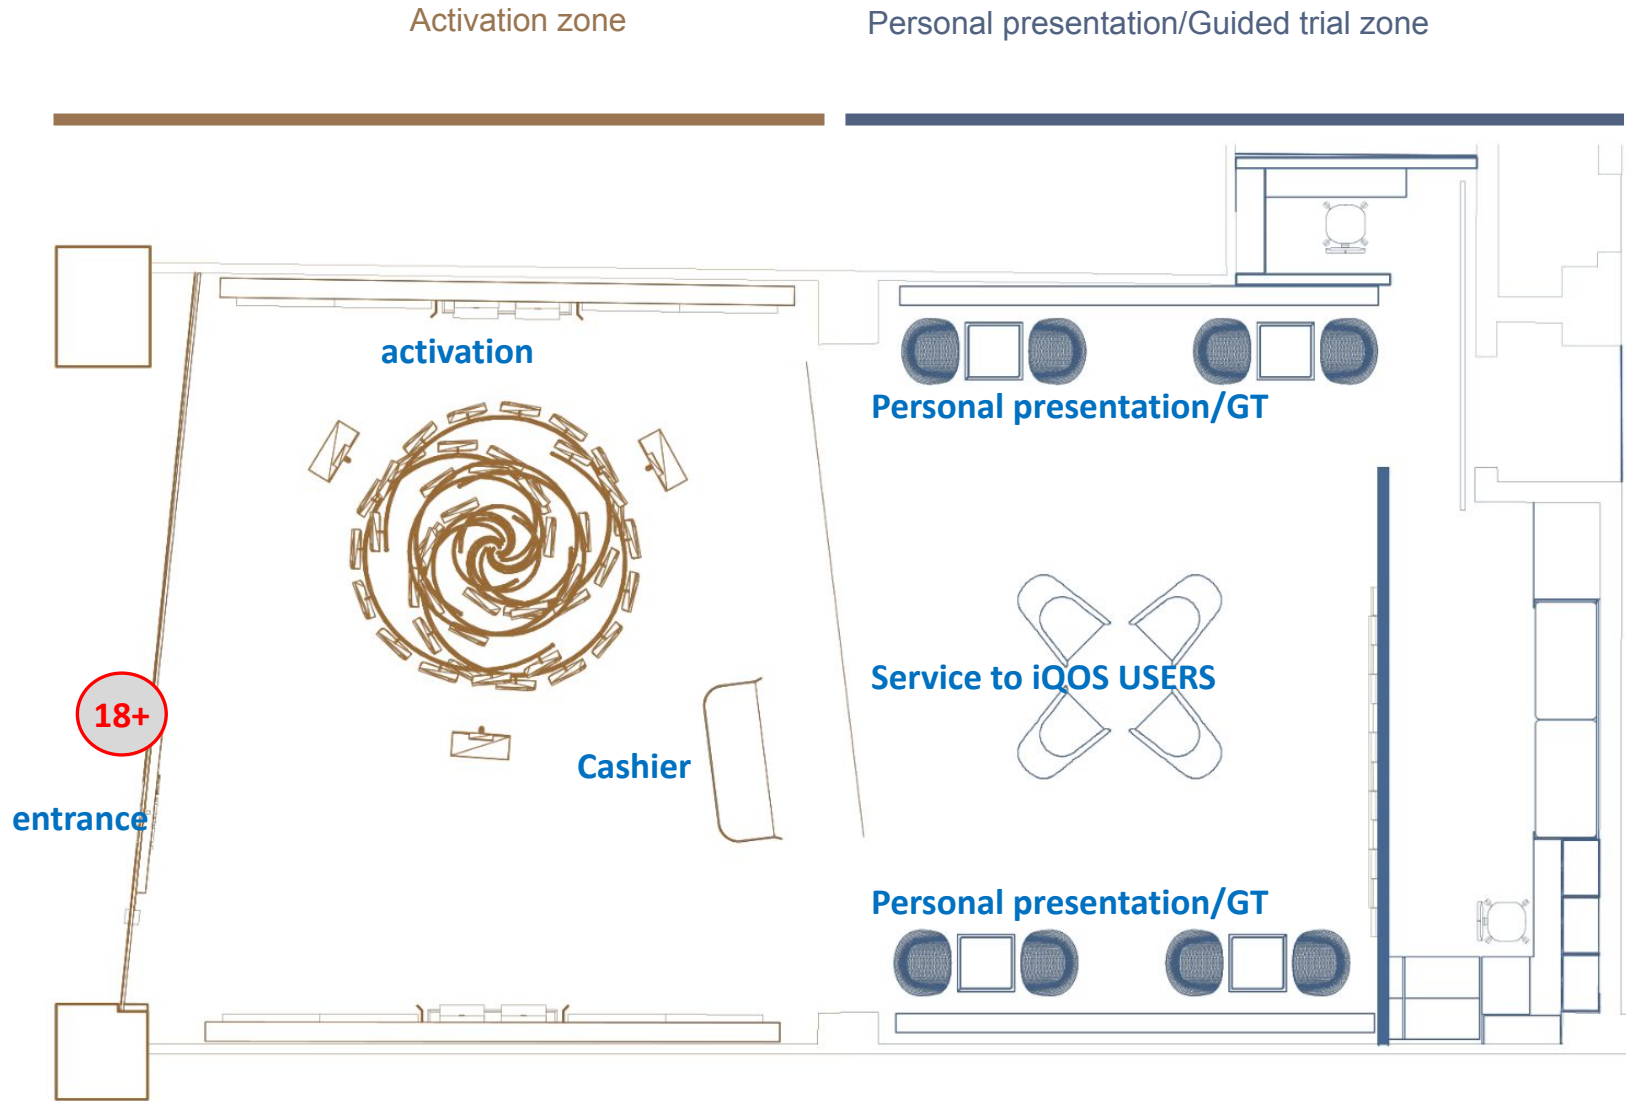 Activation zone
Personal presentation/Guided trial zone
activation
Personal presentation/GT
Service to iQOS USERS
18+
Cashier
entrance
Personal presentation/GT